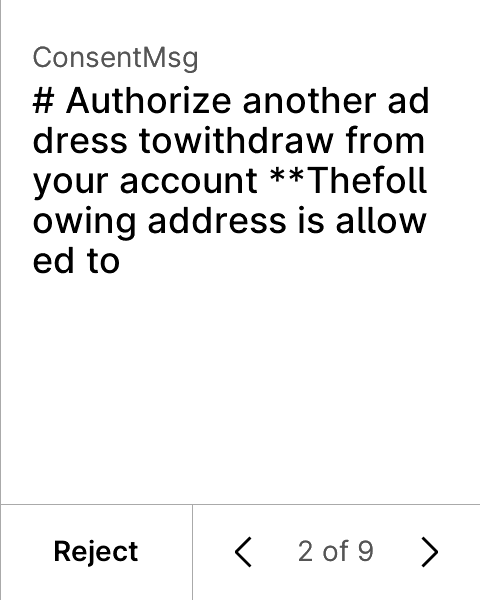 ConsentMsg
# Authorize another ad
dress towithdraw from
your account **Thefoll
owing address is allow
ed to
Reject
2 of 9